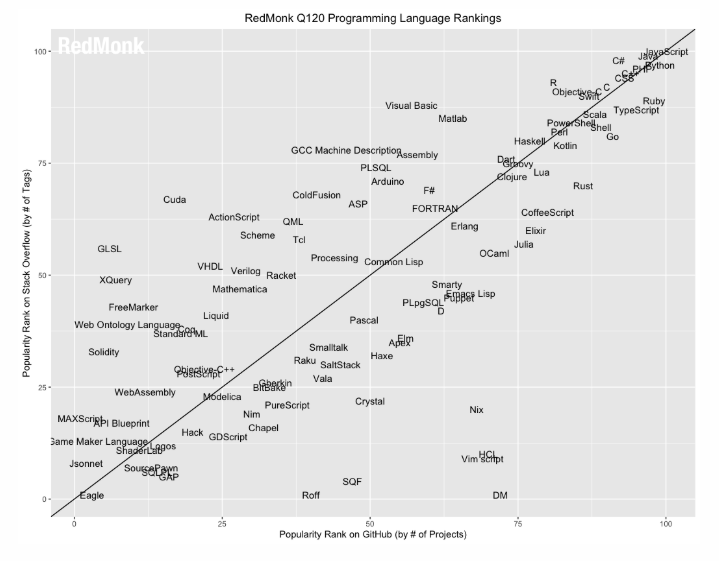 RedMonk Q120 Programming Language Rankings
RedMonk
Popularity Rank on Stack Overflow (by # of Tags)
100
75
50
25
0
JavaScript
Java
Python
C#
PHP
C++
CSS
R
C
Objective-C
Swift
Ruby
Visual Basic
TypeScript
Matlab
Scala
PowerShell
Shell
Perl
Go
Haskell
Kotlin
GCC Machine Description
Assembly
Dart
Groovy
PLSQL
Lua
Clojure
Arduino
Rust
F#
ColdFusion
Cuda
ASP
FORTRAN
CoffeeScript
ActionScript
QML
Erlang
Elixir
Scheme
Tcl
Julia
GLSL
OCaml
Processing
Common Lisp
VHDL
Verilog
Racket
XQuery
Smarty
Mathematica
Emacs Lisp
Puppet
PLpgSQL
FreeMarker
D
Liquid
Pascal
Web Ontology Language
Coq
Standard ML
Elm
Apex
Smalltalk
Solidity
Haxe
Raku
SaltStack
Objective-C++
PostScript
Vala
Gherkin
BitBake
WebAssembly
Modelica
Crystal
PureScript
Nix
Nim
MAXScript
API Blueprint
Chapel
Hack
GDScript
Game Maker Language
Logos
ShaderLab
HCL
Vim script
Jsonnet
SourcePawn
SQLPL
GAP
SQF
Eagle
Roff
DM
0
25
50
75
100
Popularity Rank on GitHub (by # of Projects)